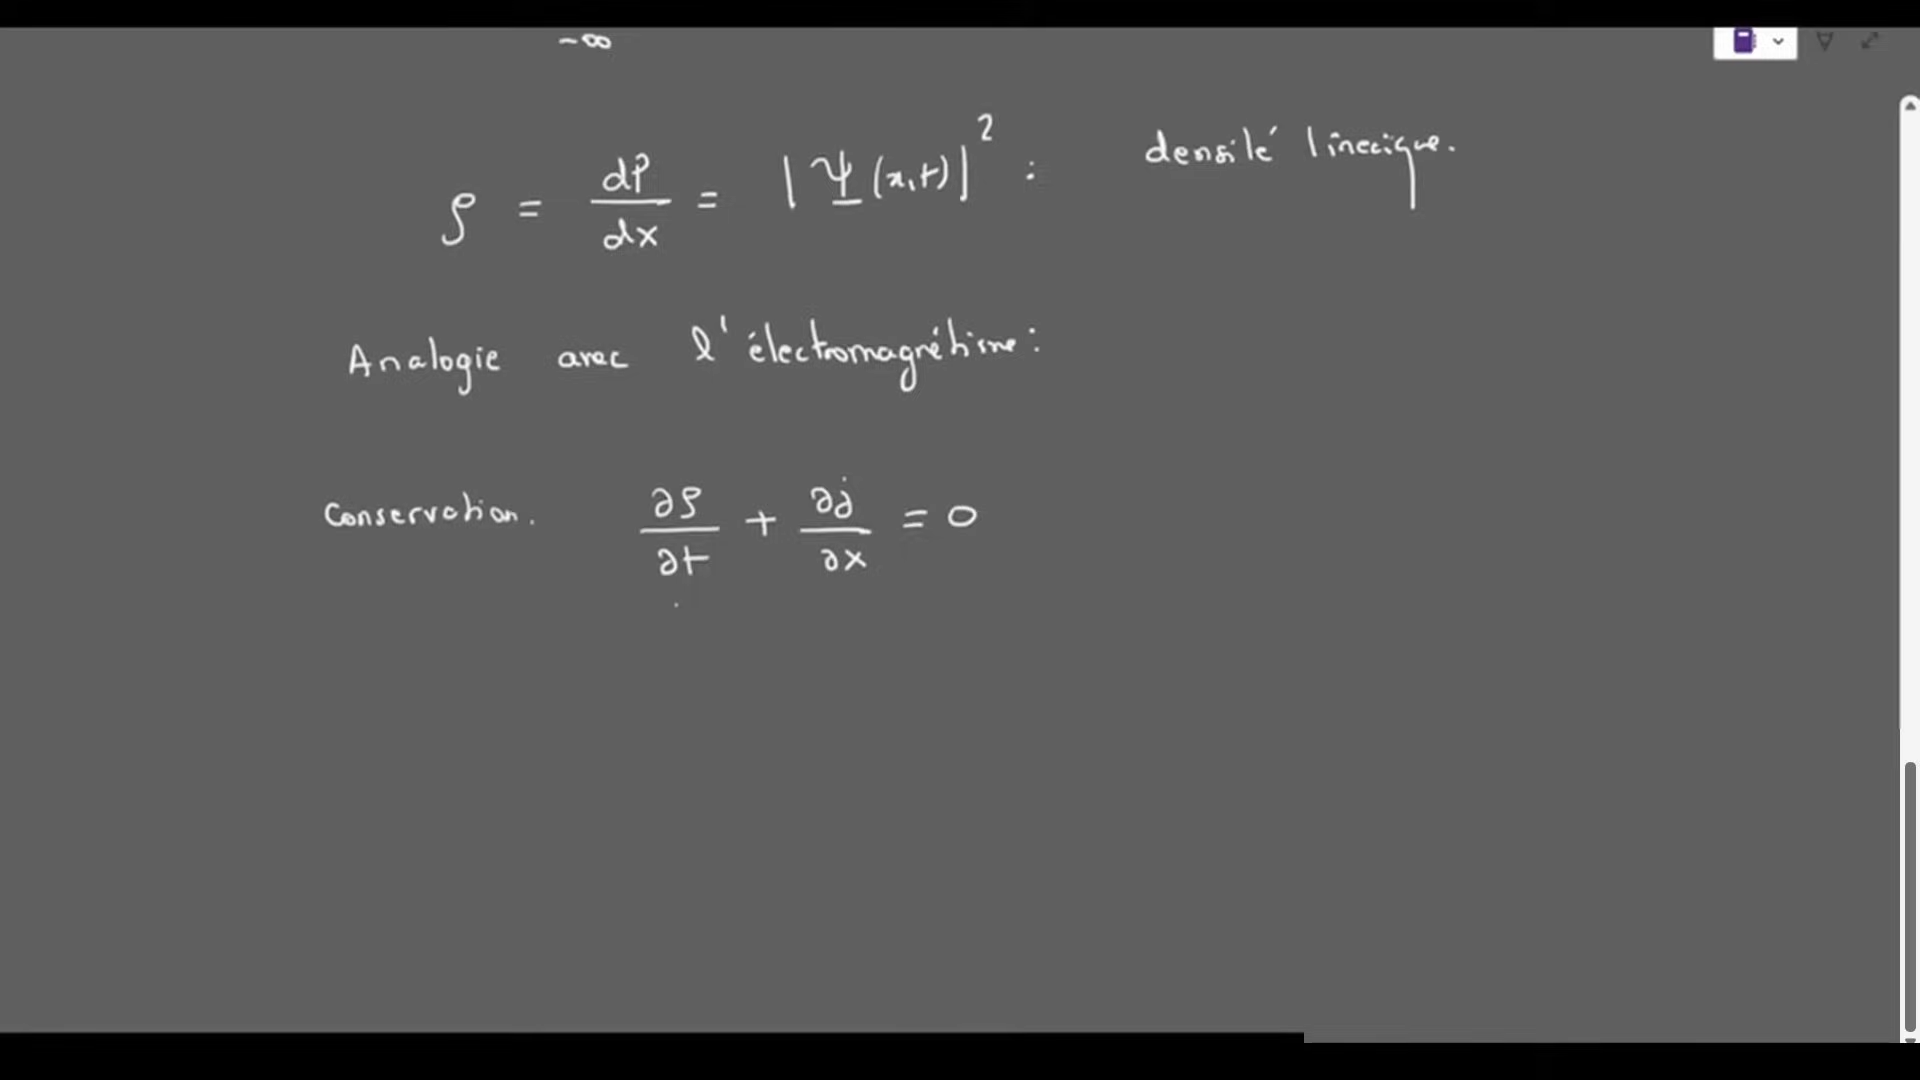 -∞
ρ = dP/dx = |Ψ(x,t)|² : densité linéique.
Analogie avec l'électromagnétisme :
Conservation. ∂ρ/∂t + ∂j/∂x = 0